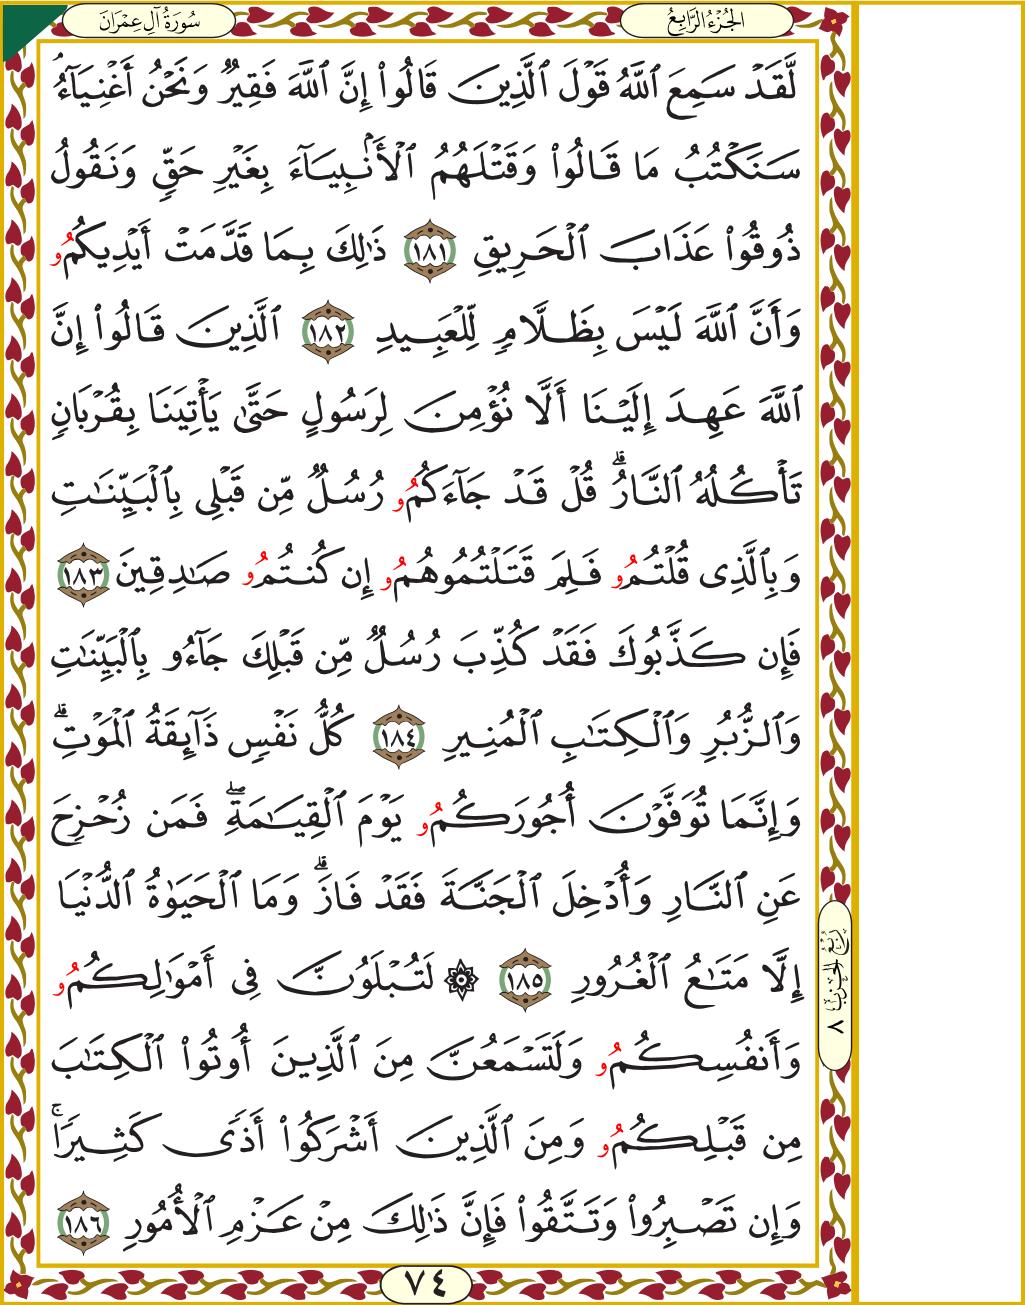 الجُزْءُ الرَّابِعُ
سُورَةُ آلِ عِمْرَان
لَّقَدْ سَمِعَ ٱللَّهُ قَوْلَ ٱلَّذِينَ قَالُوٓا۟ إِنَّ ٱللَّهَ فَقِيرٌ وَنَحْنُ أَغْنِيَآءُ
سَنَكْتُبُ مَا قَالُوا۟ وَقَتْلَهُمُ ٱلْأَنۢبِيَآءَ بِغَيْرِ حَقٍّ وَنَقُولُ
ذُوقُوا۟ عَذَابَ ٱلْحَرِيقِ ١٨١ ذَٰلِكَ بِمَا قَدَّمَتْ أَيْدِيكُمُو
وَأَنَّ ٱللَّهَ لَيْسَ بِظَلَّامٍ لِّلْعَبِيدِ ١٨٢ ٱلَّذِينَ قَالُوٓا۟ إِنَّ
ٱللَّهَ عَهِدَ إِلَيْنَا أَلَّا نُؤْمِنَ لِرَسُولٍ حَتَّىٰ يَأْتِيَنَا بِقُرْبَانٍ
تَأْكُلُهُ ٱلنَّارُ ۗ قُلْ قَدْ جَآءَكُمُو رُسُلٌ مِّن قَبْلِى بِٱلْبَيِّنَٰتِ
وَبِٱلَّذِى قُلْتُمُو فَلِمَ قَتَلْتُمُوهُمُو إِن كُنتُمُو صَٰدِقِينَ ١٨٣
فَإِن كَذَّبُوكَ فَقَدْ كُذِّبَ رُسُلٌ مِّن قَبْلِكَ جَآءُو بِٱلْبَيِّنَٰتِ
وَٱلزُّبُرِ وَٱلْكِتَٰبِ ٱلْمُنِيرِ ١٨٤ كُلُّ نَفْسٍ ذَآئِقَةُ ٱلْمَوْتِ ۗ
وَإِنَّمَا تُوَفَّوْنَ أُجُورَكُمُو يَوْمَ ٱلْقِيَٰمَةِ ۖ فَمَن زُحْزِحَ
عَنِ ٱلنَّارِ وَأُدْخِلَ ٱلْجَنَّةَ فَقَدْ فَازَ ۗ وَمَا ٱلْحَيَوٰةُ ٱلدُّنْيَا
إِلَّا مَتَٰعُ ٱلْغُرُورِ ١٨٥ ۞ لَتُبْلَوُنَّ فِى أَمْوَٰلِكُمُو
وَأَنفُسِكُمُو وَلَتَسْمَعُنَّ مِنَ ٱلَّذِينَ أُوتُوا۟ ٱلْكِتَٰبَ
مِن قَبْلِكُمُو وَمِنَ ٱلَّذِينَ أَشْرَكُوا۟ أَذًى كَثِيرًا ۚ
وَإِن تَصْبِرُوا۟ وَتَتَّقُوا۟ فَإِنَّ ذَٰلِكَ مِنْ عَزْمِ ٱلْأُمُورِ ١٨٦
رُبْعُ الحِزْبِ ٨
٧٤